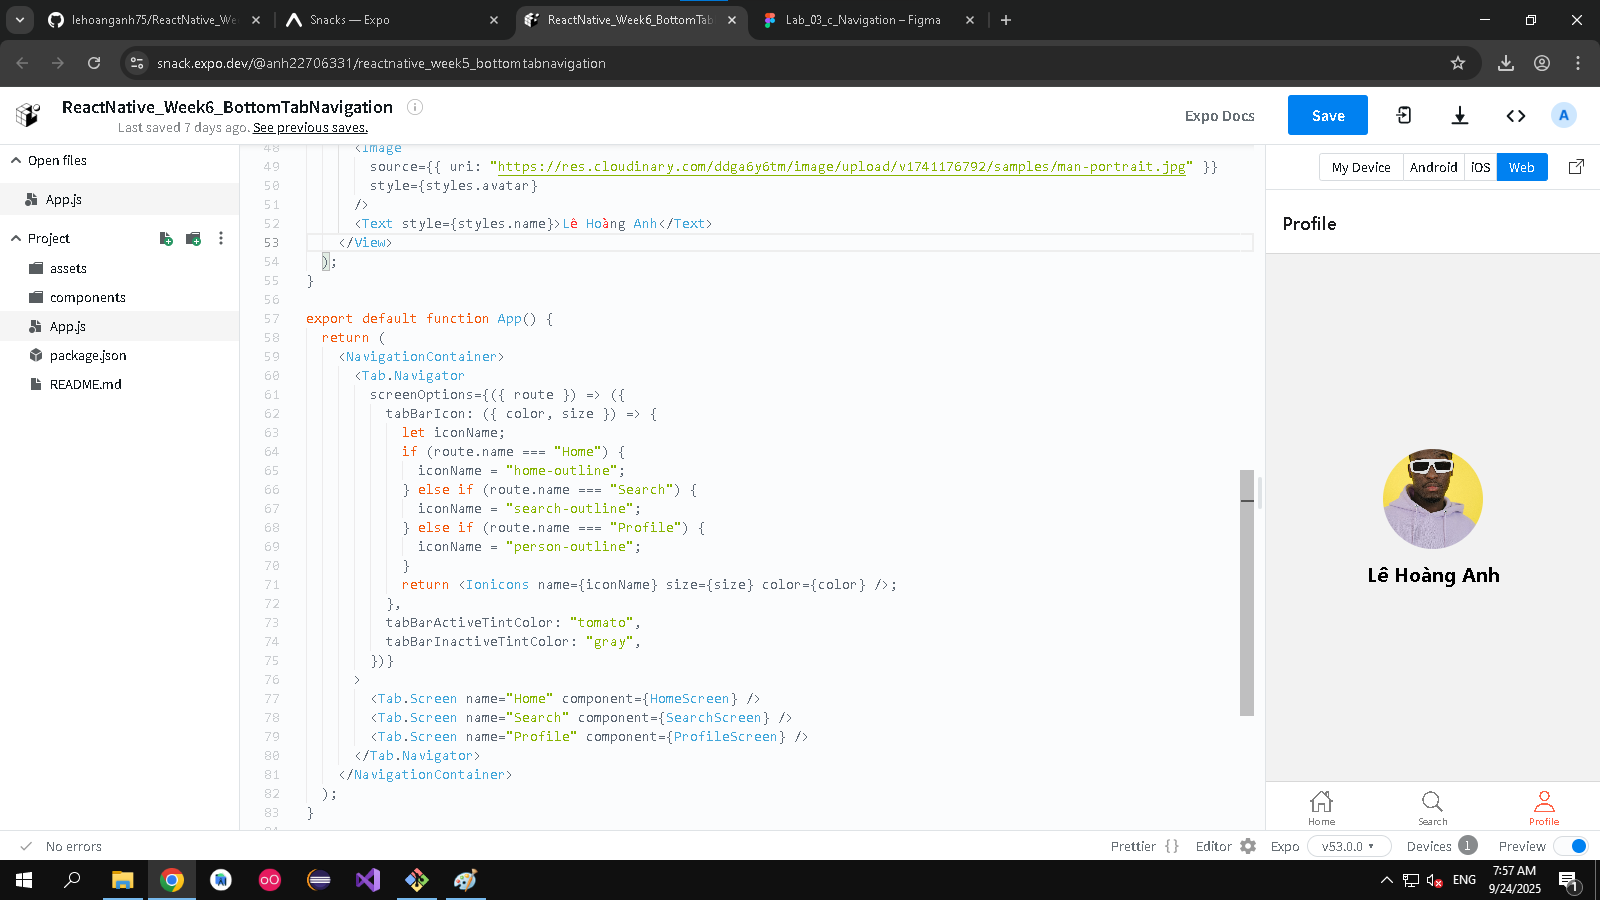 lehoanganh75/ReactNative_We
Snacks — Expo
ReactNative_Week6_BottomTab
Lab_03_c_Navigation – Figma
snack.expo.dev/@anh22706331/reactnative_week5_bottomtabnavigation
ReactNative_Week6_BottomTabNavigation
Last saved 7 days ago. See previous saves.
Expo Docs
Save
A
Open files
App.js
Project
assets
components
App.js
package.json
README.md
48 <Image
49 source={{ uri: "https://res.cloudinary.com/ddga6y6tm/image/upload/v1741176792/samples/man-portrait.jpg" }}
50 style={styles.avatar}
51 />
52 <Text style={styles.name}>Lê Hoàng Anh</Text>
53 </View>
54 );
55 }
56
57 export default function App() {
58 return (
59 <NavigationContainer>
60 <Tab.Navigator
61 screenOptions={({ route }) => ({
62 tabBarIcon: ({ color, size }) => {
63 let iconName;
64 if (route.name === "Home") {
65 iconName = "home-outline";
66 } else if (route.name === "Search") {
67 iconName = "search-outline";
68 } else if (route.name === "Profile") {
69 iconName = "person-outline";
70 }
71 return <Ionicons name={iconName} size={size} color={color} />;
72 },
73 tabBarActiveTintColor: "tomato",
74 tabBarInactiveTintColor: "gray",
75 })}
76 >
77 <Tab.Screen name="Home" component={HomeScreen} />
78 <Tab.Screen name="Search" component={SearchScreen} />
79 <Tab.Screen name="Profile" component={ProfileScreen} />
80 </Tab.Navigator>
81 </NavigationContainer>
82 );
83 }
My Device Android iOS Web
Profile
Lê Hoàng Anh
Home Search Profile
No errors
Prettier {} Editor Expo v53.0.0 Devices 1 Preview
ENG
7:57 AM
9/24/2025
1